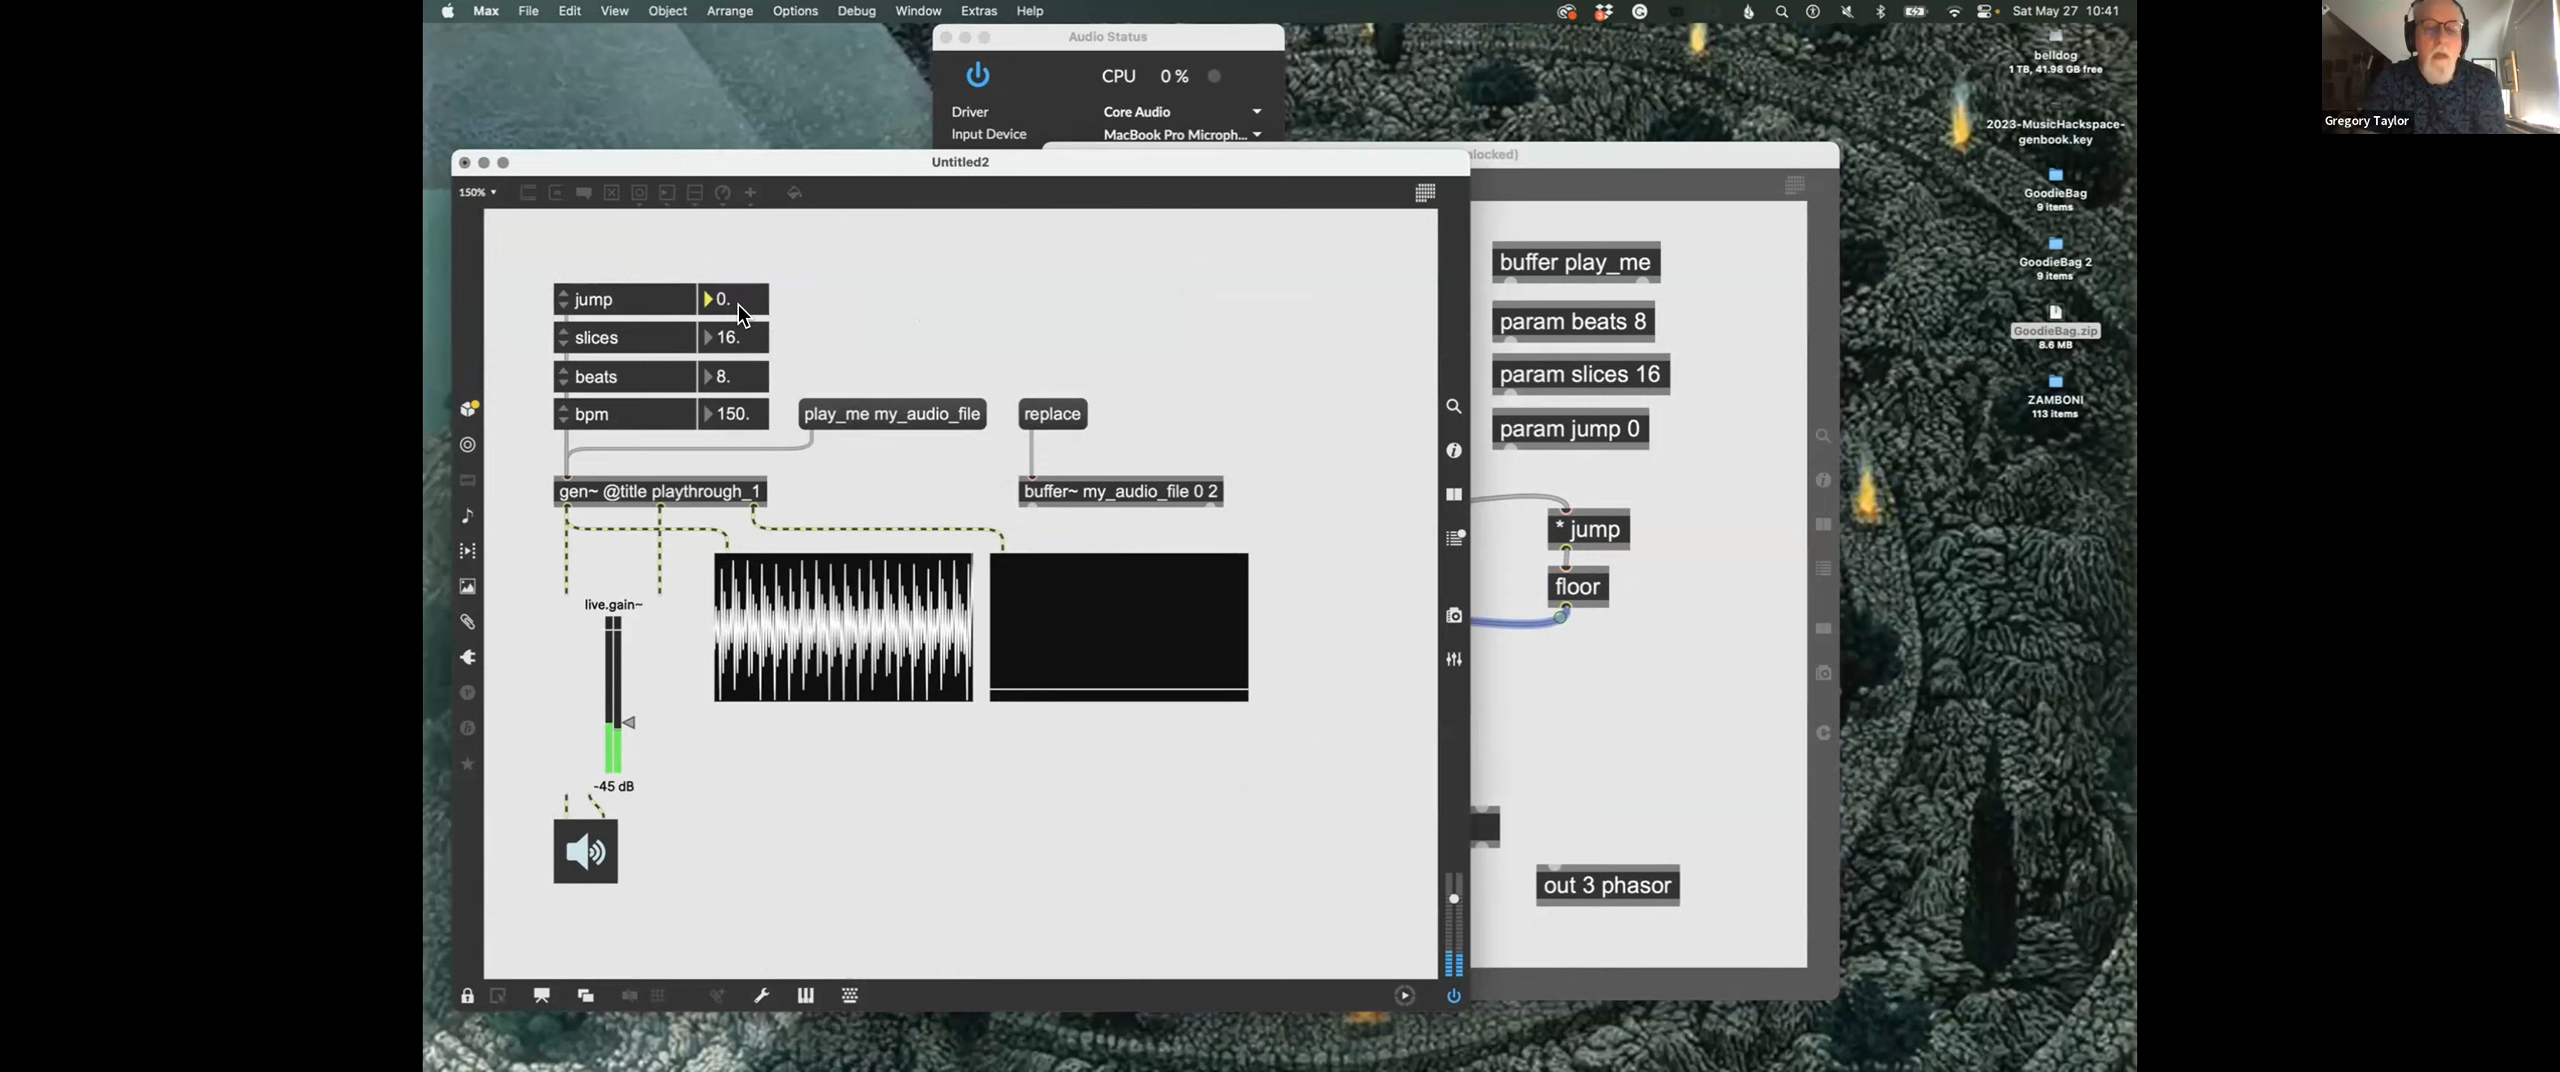 Max File Edit View Object Arrange Options Debug Window Extras Help
Sat May 27 10:41
Audio Status
CPU 0 %
Driver Core Audio
Input Device MacBook Pro Microph...
Untitled2
nlocked)
150%
jump 0.
slices 16.
beats 8.
bpm 150.
play_me my_audio_file
replace
gen~ @title playthrough_1
buffer~ my_audio_file 0 2
live.gain~
-45 dB
buffer play_me
param beats 8
param slices 16
param jump 0
* jump
floor
out 3 phasor
belldog
1 TB, 41.98 GB free
2023-MusicHackspace-
genbook.key
GoodieBag
9 items
GoodieBag 2
9 items
GoodieBag.zip
8.6 MB
ZAMBONI
113 items
Gregory Taylor